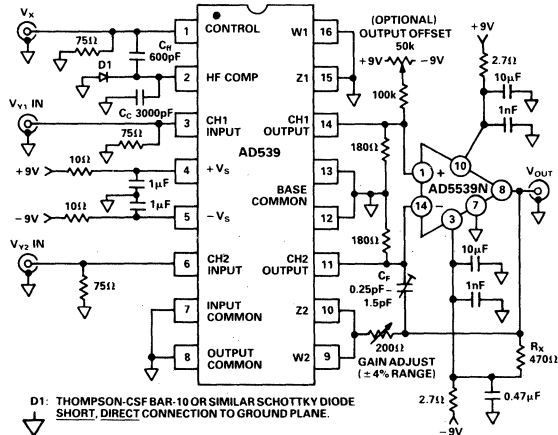 Vx
75Ω
Cff
600pF
D1
Cc 3000pF
VY1 IN
75Ω
+9V
10Ω
1μF
1μF
-9V
10Ω
VY2 IN
75Ω
1
CONTROL
2
HF COMP
3
CH1
INPUT
4
+Vs
5
-Vs
6
CH2
INPUT
7
INPUT
COMMON
8
OUTPUT
COMMON
AD539
W1
16
Z1
15
CH1
OUTPUT
14
13
BASE
COMMON
12
CH2
OUTPUT
11
Z2
10
W2
9
(OPTIONAL)
OUTPUT OFFSET
50k
+9V
-9V
100k
180Ω
180Ω
CF
0.25pF –
1.5pF
200Ω
GAIN ADJUST
(±4% RANGE)
+9V
2.7Ω
10μF
1nF
1
+
10
AD5539N
8
14
−
3
7
VOUT
10μF
1nF
RX
470Ω
0.47μF
2.7Ω
-9V
D1: THOMPSON-CSF BAR-10 OR SIMILAR SCHOTTKY DIODE
SHORT, DIRECT CONNECTION TO GROUND PLANE.